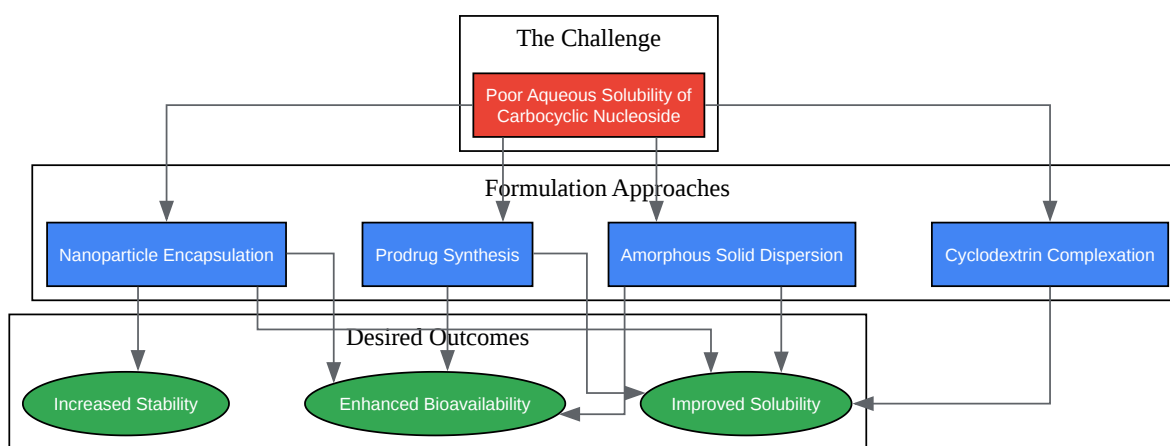 The Challenge
Poor Aqueous Solubility of
Carbocyclic Nucleoside
Formulation Approaches
Nanoparticle Encapsulation
Prodrug Synthesis
Amorphous Solid Dispersion
Cyclodextrin Complexation
Desired Outcomes
Increased Stability
Enhanced Bioavailability
Improved Solubility